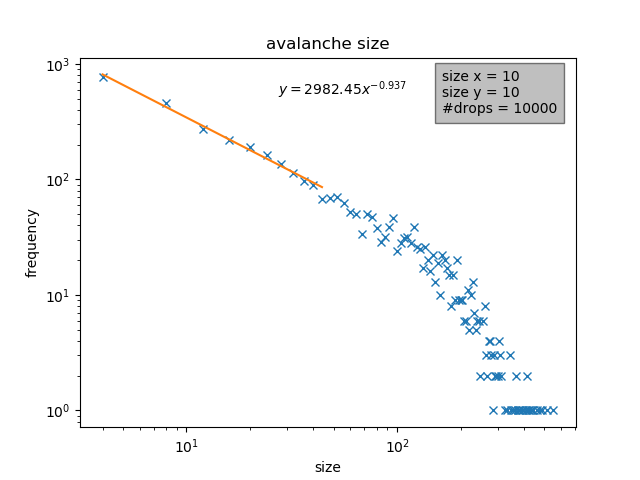 avalanche size
y = 2982.45x^{-0.937}
size x = 10
size y = 10
#drops = 10000
frequency
10^3
10^2
10^1
10^0
10^1
10^2
size